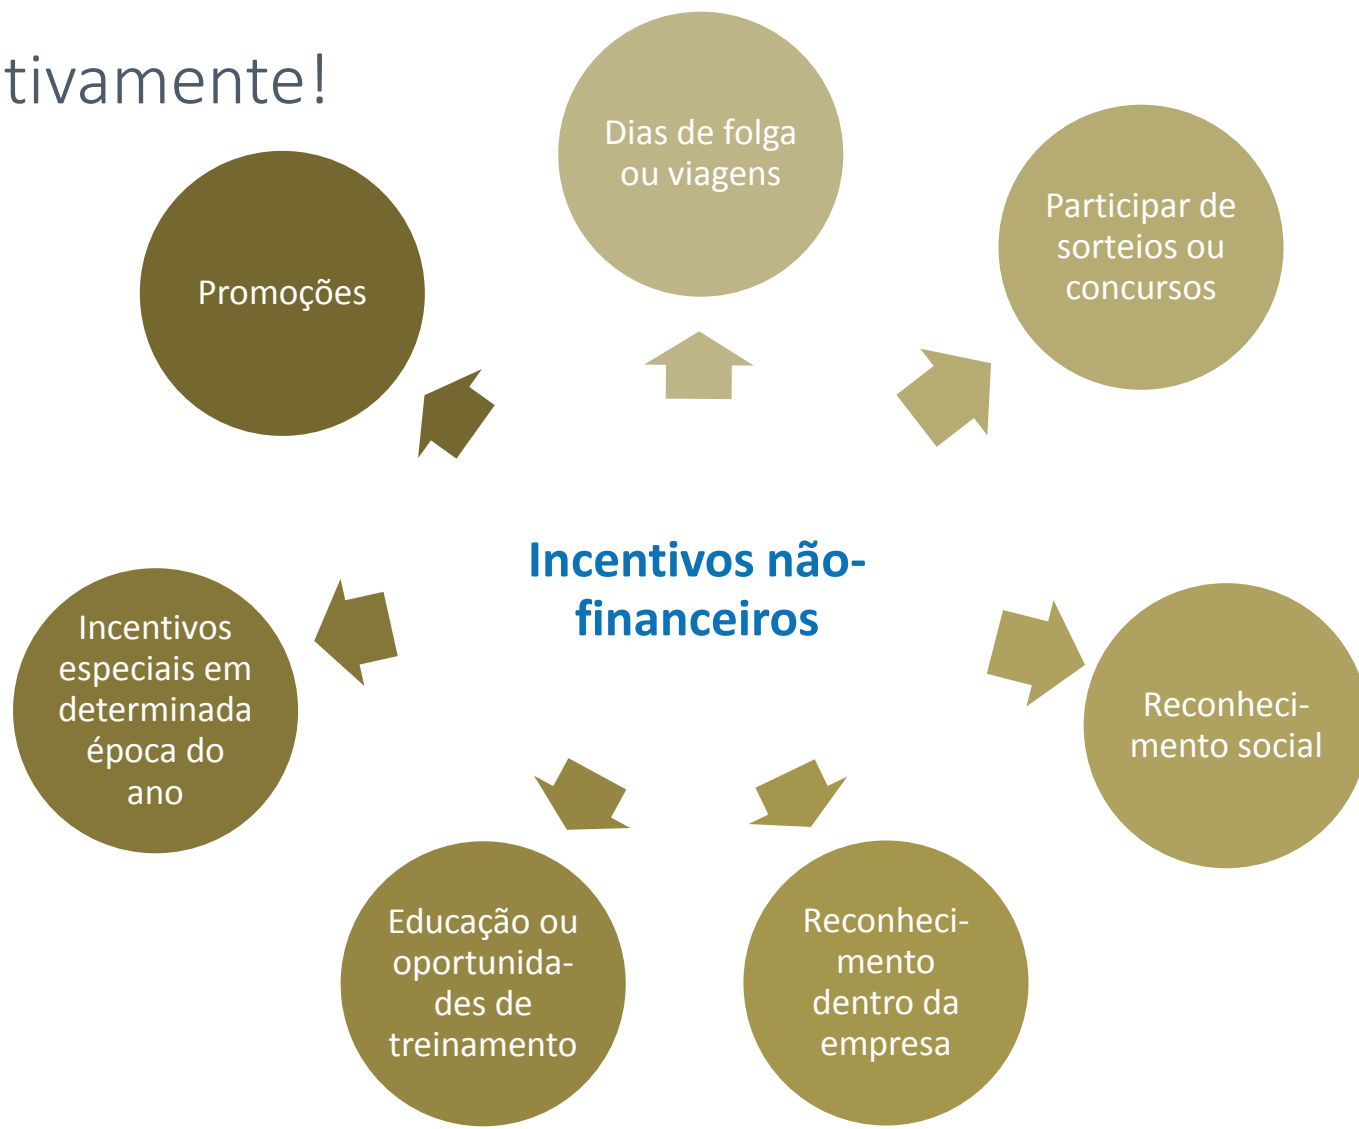 tivamente!
Dias de folga
ou viagens
Participar de
sorteios ou
concursos
Promoções
Incentivos não-
financeiros
Reconheci-
mento social
Incentivos
especiais em
determinada
época do
ano
Educação ou
oportunida-
des de
treinamento
Reconheci-
mento
dentro da
empresa